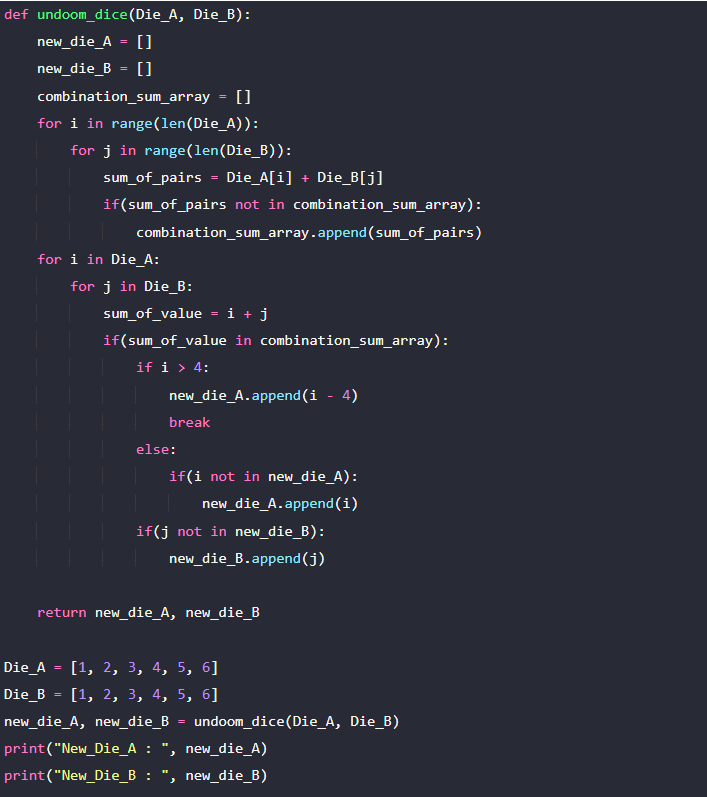 def undoom_dice(Die_A, Die_B):
    new_die_A = []
    new_die_B = []
    combination_sum_array = []
    for i in range(len(Die_A)):
        for j in range(len(Die_B)):
            sum_of_pairs = Die_A[i] + Die_B[j]
            if(sum_of_pairs not in combination_sum_array):
                combination_sum_array.append(sum_of_pairs)
    for i in Die_A:
        for j in Die_B:
            sum_of_value = i + j
            if(sum_of_value in combination_sum_array):
                if i > 4:
                    new_die_A.append(i - 4)
                    break
                else:
                    if(i not in new_die_A):
                        new_die_A.append(i)
                if(j not in new_die_B):
                    new_die_B.append(j)
    return new_die_A, new_die_B
Die_A = [1, 2, 3, 4, 5, 6]
Die_B = [1, 2, 3, 4, 5, 6]
new_die_A, new_die_B = undoom_dice(Die_A, Die_B)
print("New_Die_A : ", new_die_A)
print("New_Die_B : ", new_die_B)